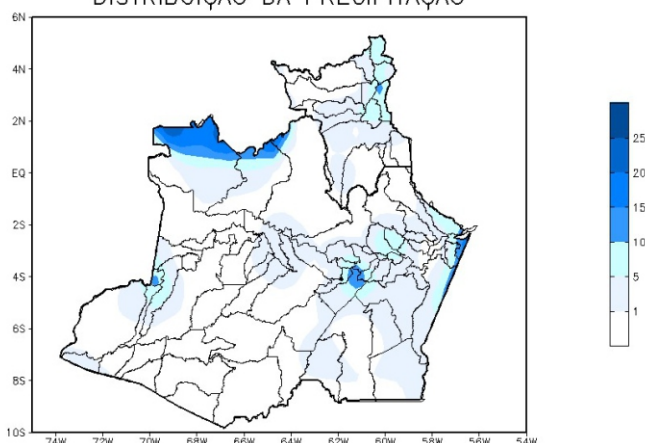 DISTRIBUIÇÃO DA PRECIPITAÇÃO
6N
4N
2N
EQ
2S
4S
6S
8S
10S
74W 72W 70W 68W 66W 64W 62W 60W 58W 56W 54W
25
20
15
10
5
1